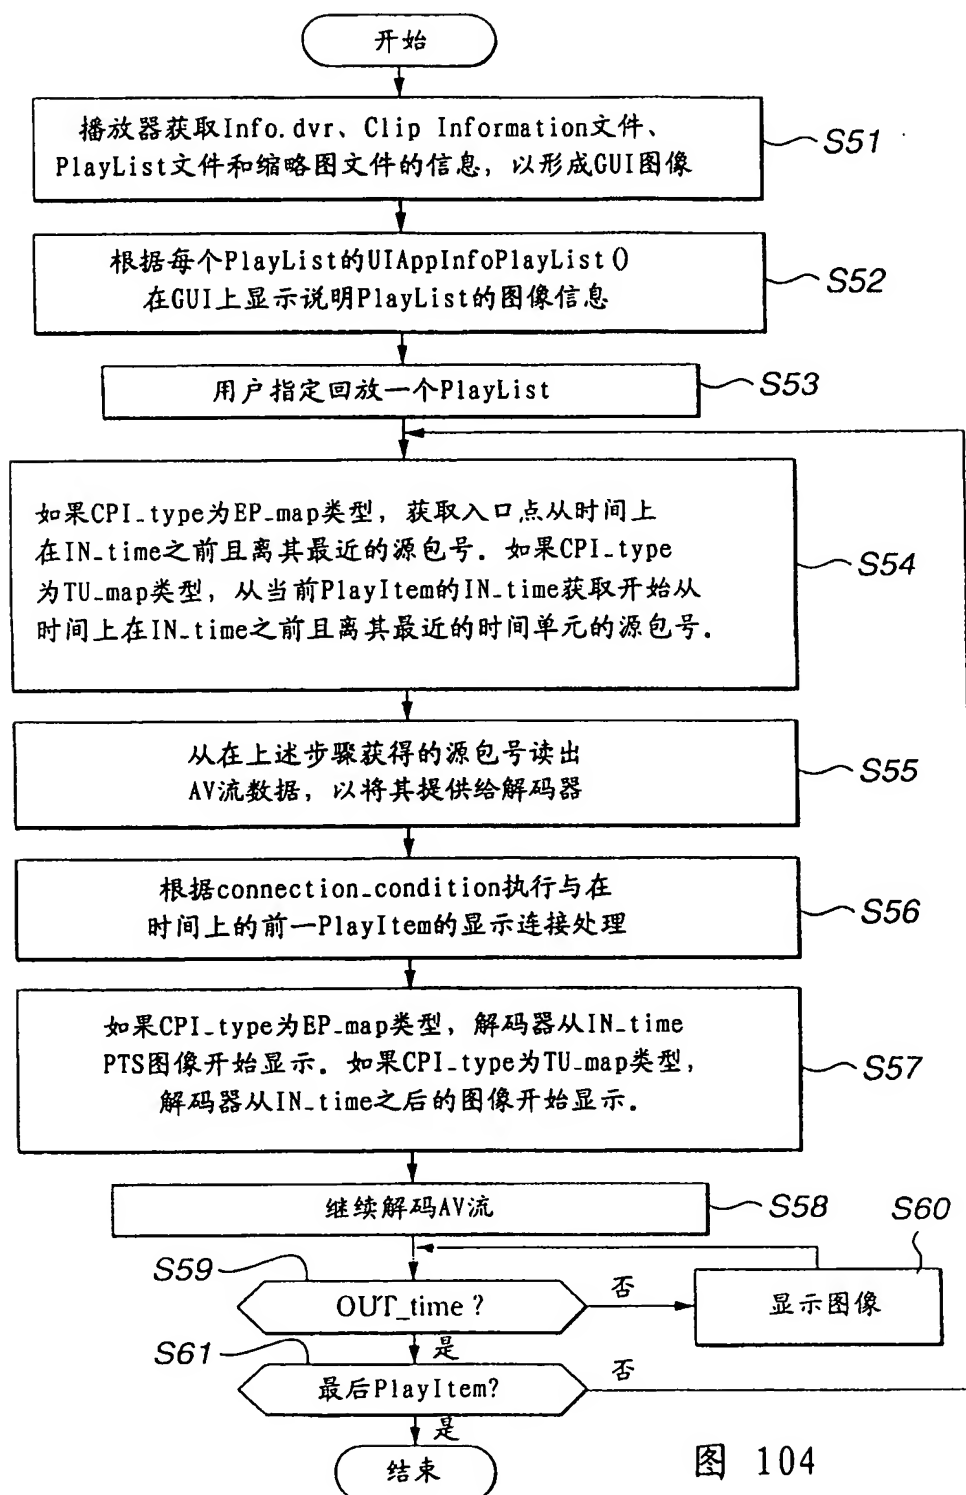 开始
播放器获取Info.dvr、Clip Information文件、
PlayList文件和缩略图文件的信息，以形成GUI图像
S51
根据每个PlayList的UIAppInfoPlayList()
在GUI上显示说明PlayList的图像信息
S52
用户指定回放一个PlayList
S53
如果CPI_type为EP_map类型，获取入口点从时间上
在IN_time之前且离其最近的源包号。如果CPI_type
为TU_map类型，从当前PlayItem的IN_time获取开始从
时间上在IN_time之前且离其最近的时间单元的源包号。
S54
从在上述步骤获得的源包号读出
AV流数据，以将其提供给解码器
S55
根据connection_condition执行与在
时间上的前一PlayItem的显示连接处理
S56
如果CPI_type为EP_map类型，解码器从IN_time
PTS图像开始显示。如果CPI_type为TU_map类型，
解码器从IN_time之后的图像开始显示。
S57
继续解码AV流
S58
S60
S59
OUT_time？
否
显示图像
是
S61
最后PlayItem?
否
是
结束
图 104